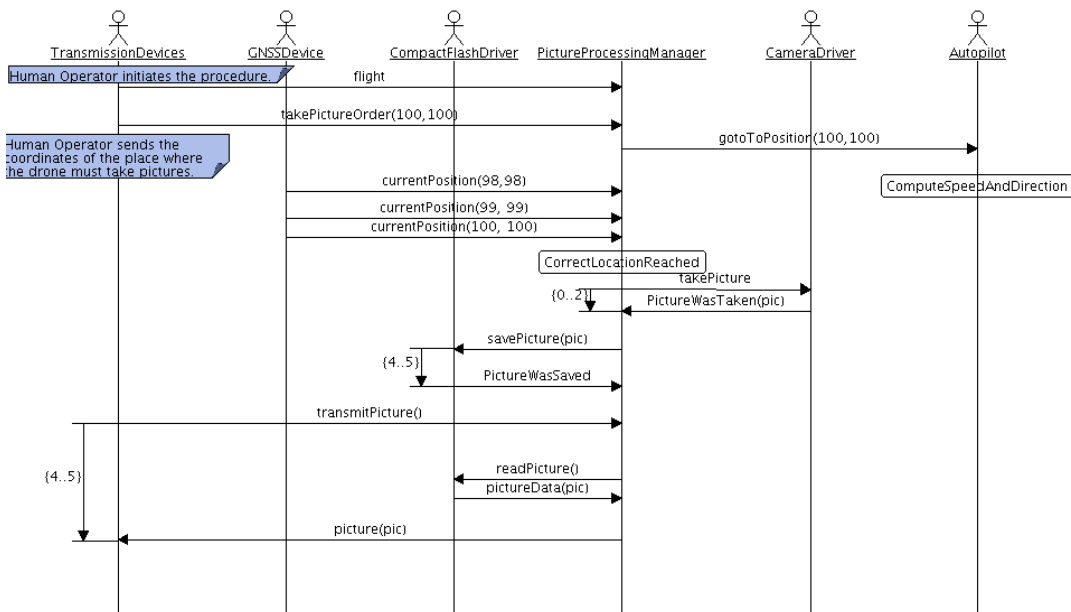 TransmissionDevices
GNSSDevice
CompactFlashDriver
PictureProcessingManager
CameraDriver
Autopilot
Human Operator initiates the procedure.
flight
takePictureOrder(100,100)
Human Operator sends the
coordinates of the place where
the drone must take pictures.
gotoToPosition(100,100)
currentPosition(98,98)
ComputeSpeedAndDirection
currentPosition(99, 99)
currentPosition(100, 100)
CorrectLocationReached
takePicture
{0..2}
PictureWasTaken(pic)
savePicture(pic)
{4..5}
PictureWasSaved
transmitPicture()
{4..5}
readPicture()
pictureData(pic)
picture(pic)